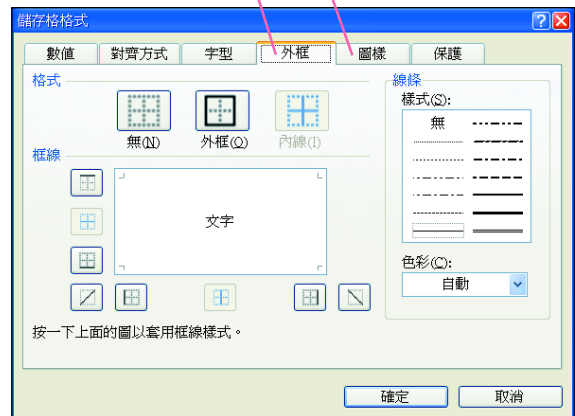 儲存格格式
數值 對齊方式 字型 外框 圖樣 保護
格式
無(N) 外框(O) 內線(I)
框線
文字
按一下上面的圖以套用框線樣式。
線條
樣式(S):
無
色彩(C):
自動
確定 取消